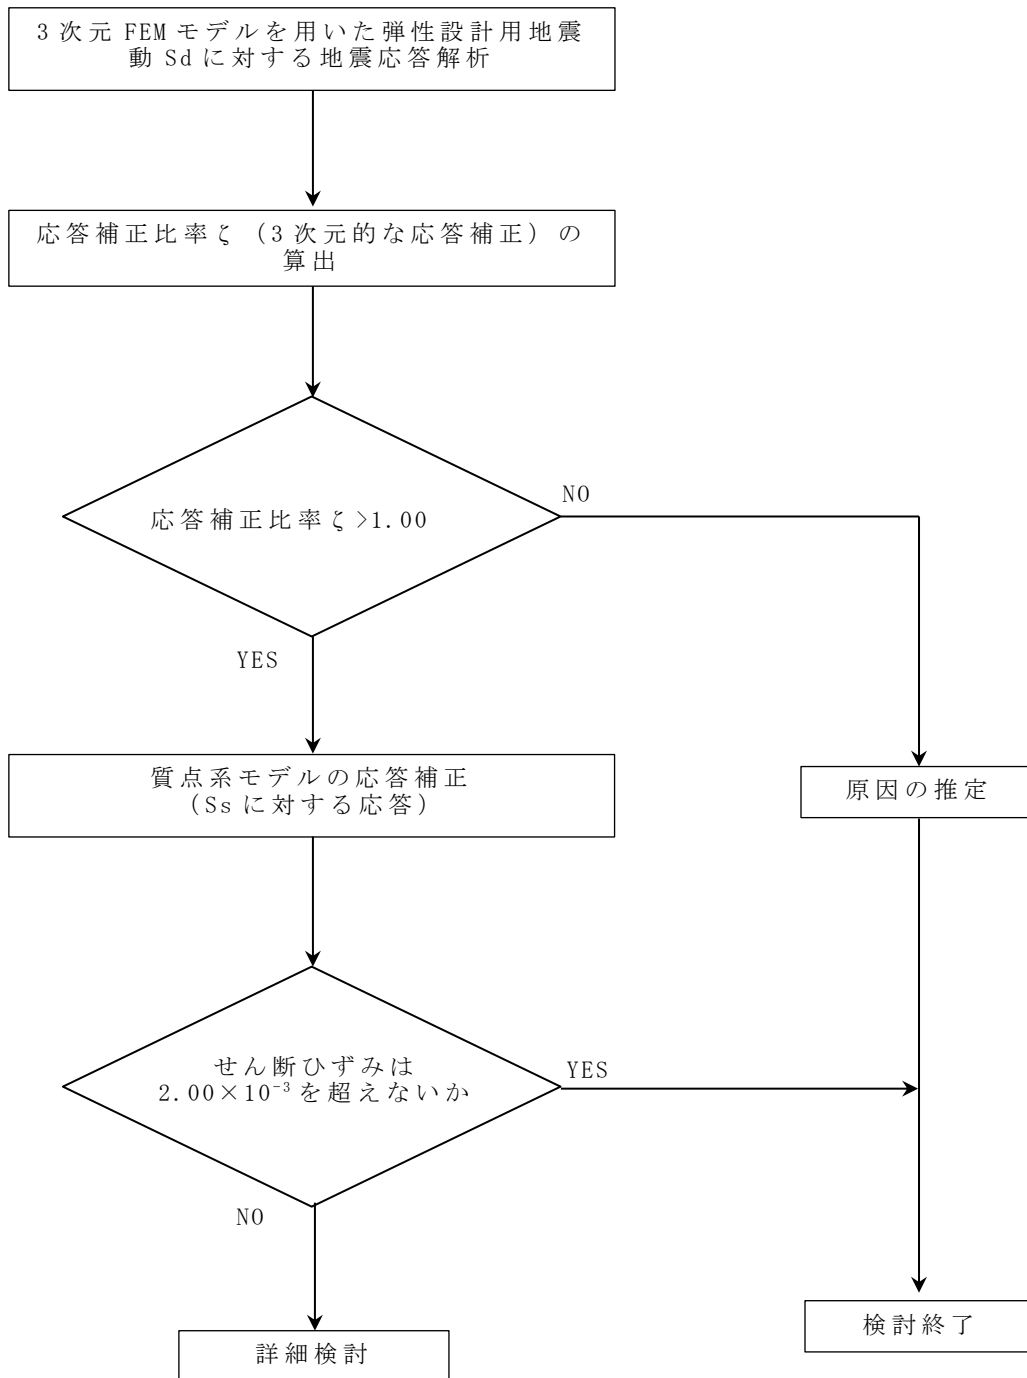 3次元FEMモデルを用いた弾性設計用地震
動Sdに対する地震応答解析
応答補正比率ζ（3次元的な応答補正）の
算出
応答補正比率ζ>1.00
NO
YES
質点系モデルの応答補正
（Ssに対する応答）
原因の推定
せん断ひずみは
2.00×10⁻³を超えないか
YES
NO
詳細検討
検討終了